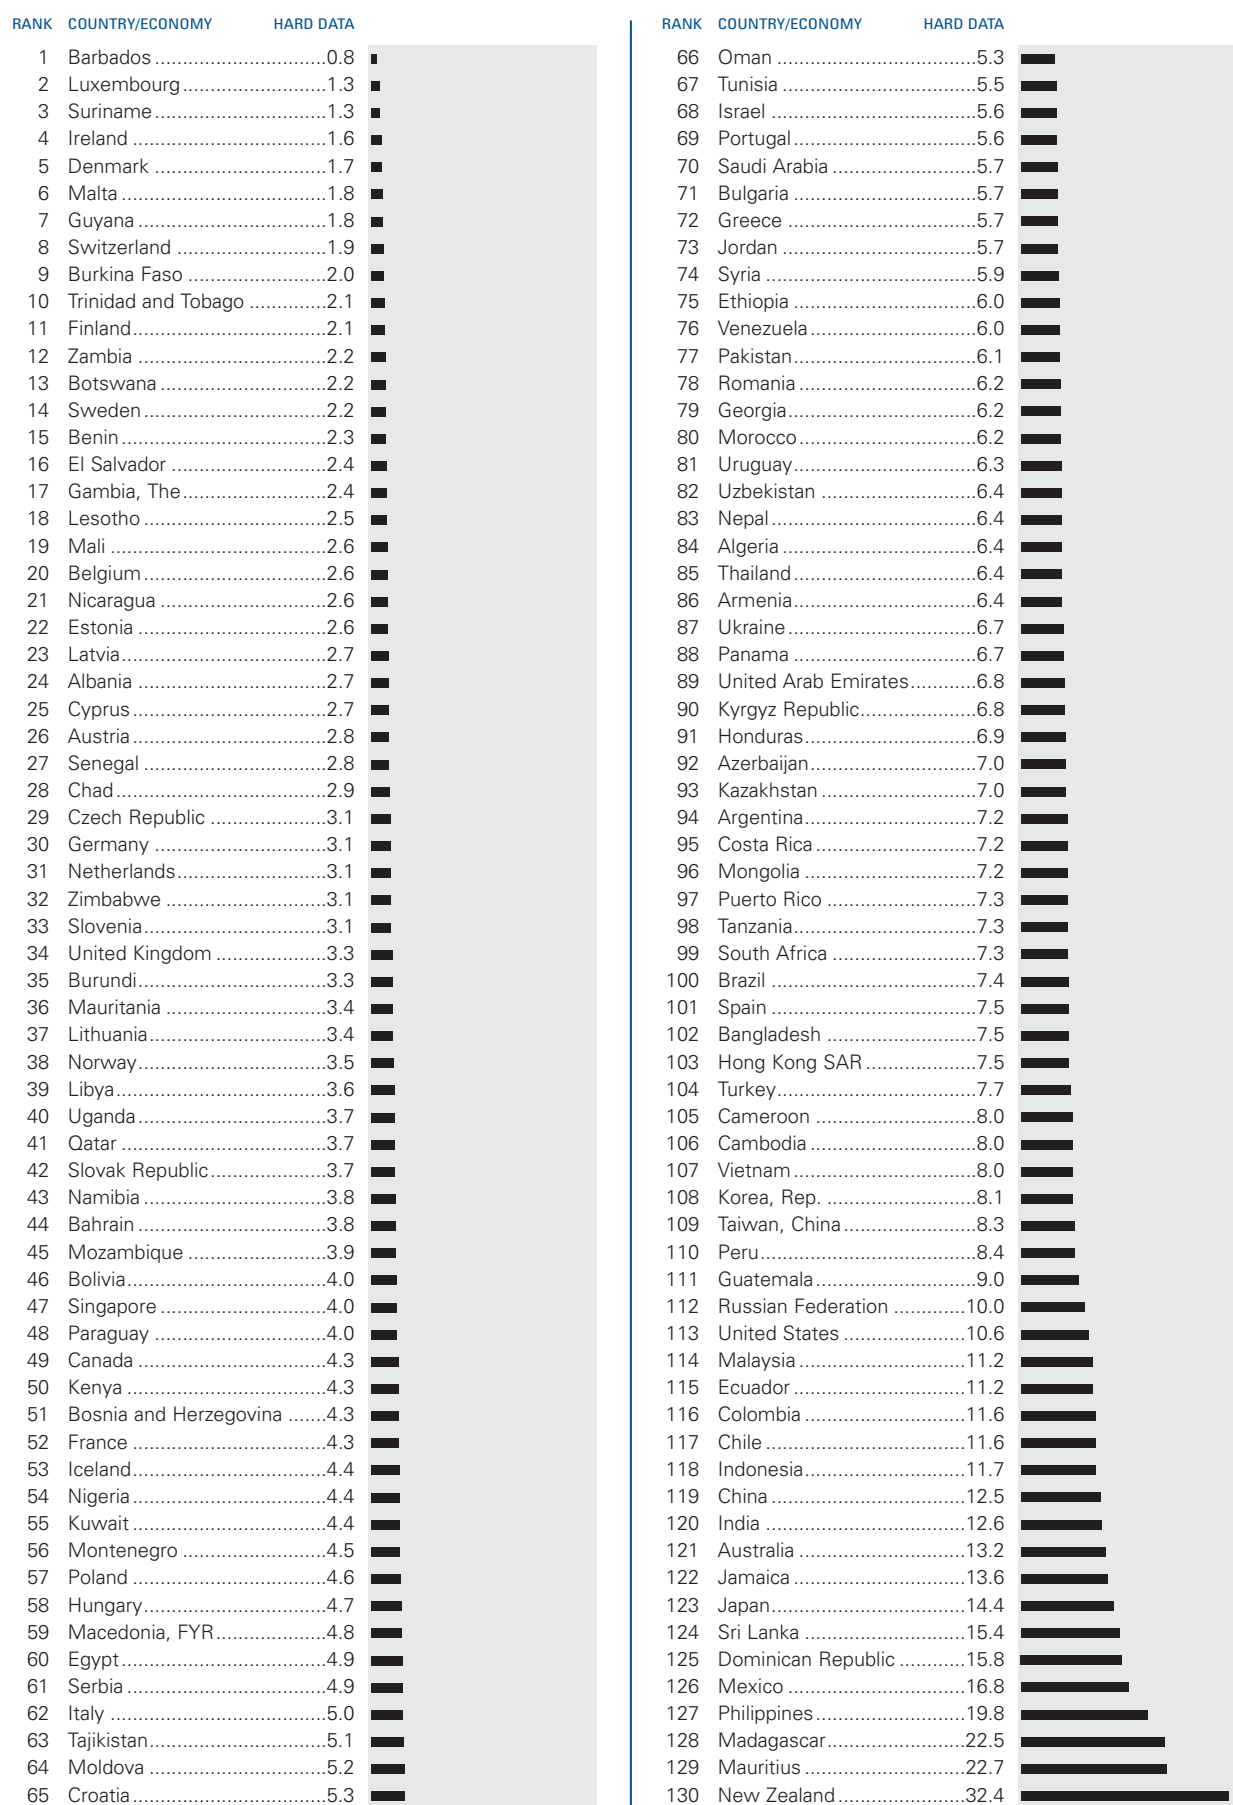 RANK COUNTRY/ECONOMY HARD DATA
1 Barbados 0.8
2 Luxembourg 1.3
3 Suriname 1.3
4 Ireland 1.6
5 Denmark 1.7
6 Malta 1.8
7 Guyana 1.8
8 Switzerland 1.9
9 Burkina Faso 2.0
10 Trinidad and Tobago 2.1
11 Finland 2.1
12 Zambia 2.2
13 Botswana 2.2
14 Sweden 2.2
15 Benin 2.3
16 El Salvador 2.4
17 Gambia, The 2.4
18 Lesotho 2.5
19 Mali 2.6
20 Belgium 2.6
21 Nicaragua 2.6
22 Estonia 2.6
23 Latvia 2.7
24 Albania 2.7
25 Cyprus 2.7
26 Austria 2.8
27 Senegal 2.8
28 Chad 2.9
29 Czech Republic 3.1
30 Germany 3.1
31 Netherlands 3.1
32 Zimbabwe 3.1
33 Slovenia 3.1
34 United Kingdom 3.3
35 Burundi 3.3
36 Mauritania 3.4
37 Lithuania 3.4
38 Norway 3.5
39 Libya 3.6
40 Uganda 3.7
41 Qatar 3.7
42 Slovak Republic 3.7
43 Namibia 3.8
44 Bahrain 3.8
45 Mozambique 3.9
46 Bolivia 4.0
47 Singapore 4.0
48 Paraguay 4.0
49 Canada 4.3
50 Kenya 4.3
51 Bosnia and Herzegovina 4.3
52 France 4.3
53 Iceland 4.4
54 Nigeria 4.4
55 Kuwait 4.4
56 Montenegro 4.5
57 Poland 4.6
58 Hungary 4.7
59 Macedonia, FYR 4.8
60 Egypt 4.9
61 Serbia 4.9
62 Italy 5.0
63 Tajikistan 5.1
64 Moldova 5.2
65 Croatia 5.3
RANK COUNTRY/ECONOMY HARD DATA
66 Oman 5.3
67 Tunisia 5.5
68 Israel 5.6
69 Portugal 5.6
70 Saudi Arabia 5.7
71 Bulgaria 5.7
72 Greece 5.7
73 Jordan 5.7
74 Syria 5.9
75 Ethiopia 6.0
76 Venezuela 6.0
77 Pakistan 6.1
78 Romania 6.2
79 Georgia 6.2
80 Morocco 6.2
81 Uruguay 6.3
82 Uzbekistan 6.4
83 Nepal 6.4
84 Algeria 6.4
85 Thailand 6.4
86 Armenia 6.4
87 Ukraine 6.7
88 Panama 6.7
89 United Arab Emirates 6.8
90 Kyrgyz Republic 6.8
91 Honduras 6.9
92 Azerbaijan 7.0
93 Kazakhstan 7.0
94 Argentina 7.2
95 Costa Rica 7.2
96 Mongolia 7.2
97 Puerto Rico 7.3
98 Tanzania 7.3
99 South Africa 7.3
100 Brazil 7.4
101 Spain 7.5
102 Bangladesh 7.5
103 Hong Kong SAR 7.5
104 Turkey 7.7
105 Cameroon 8.0
106 Cambodia 8.0
107 Vietnam 8.0
108 Korea, Rep. 8.1
109 Taiwan, China 8.3
110 Peru 8.4
111 Guatemala 9.0
112 Russian Federation 10.0
113 United States 10.6
114 Malaysia 11.2
115 Ecuador 11.2
116 Colombia 11.6
117 Chile 11.6
118 Indonesia 11.7
119 China 12.5
120 India 12.6
121 Australia 13.2
122 Jamaica 13.6
123 Japan 14.4
124 Sri Lanka 15.4
125 Dominican Republic 15.8
126 Mexico 16.8
127 Philippines 19.8
128 Madagascar 22.5
129 Mauritius 22.7
130 New Zealand 32.4